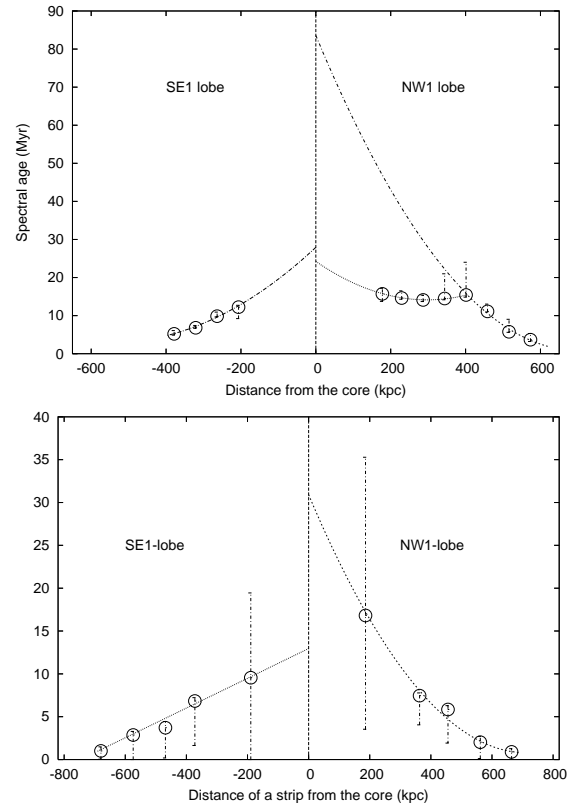 90
80
70
60
50
40
30
20
10
0
Spectral age (Myr)
SE1 lobe
NW1 lobe
-600 -400 -200 0 200 400 600
Distance from the core (kpc)
40
35
30
25
20
15
10
5
0
SE1-lobe
NW1-lobe
-800 -600 -400 -200 0 200 400 600 800
Distance of a strip from the core (kpc)